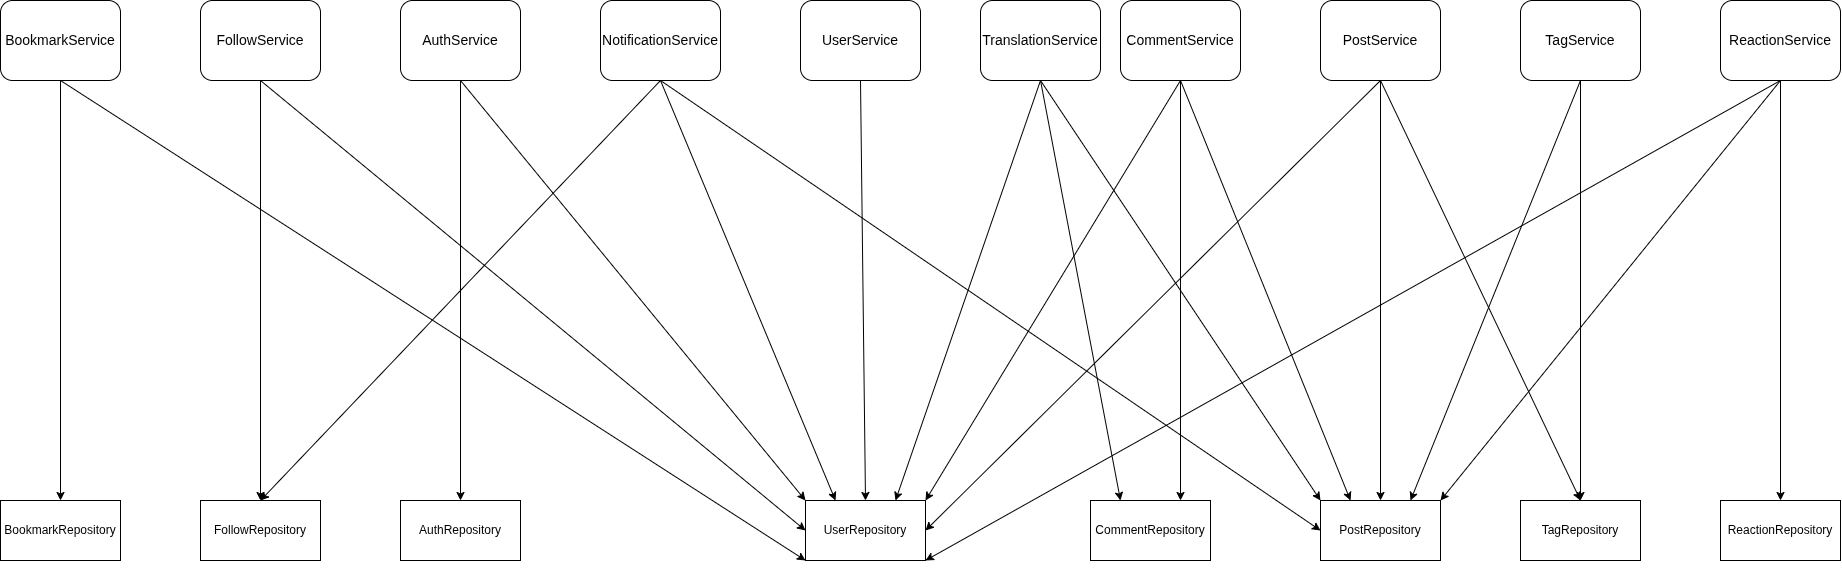 BookmarkService
FollowService
AuthService
NotificationService
UserService
TranslationService
CommentService
PostService
TagService
ReactionService
BookmarkRepository
FollowRepository
AuthRepository
UserRepository
CommentRepository
PostRepository
TagRepository
ReactionRepository